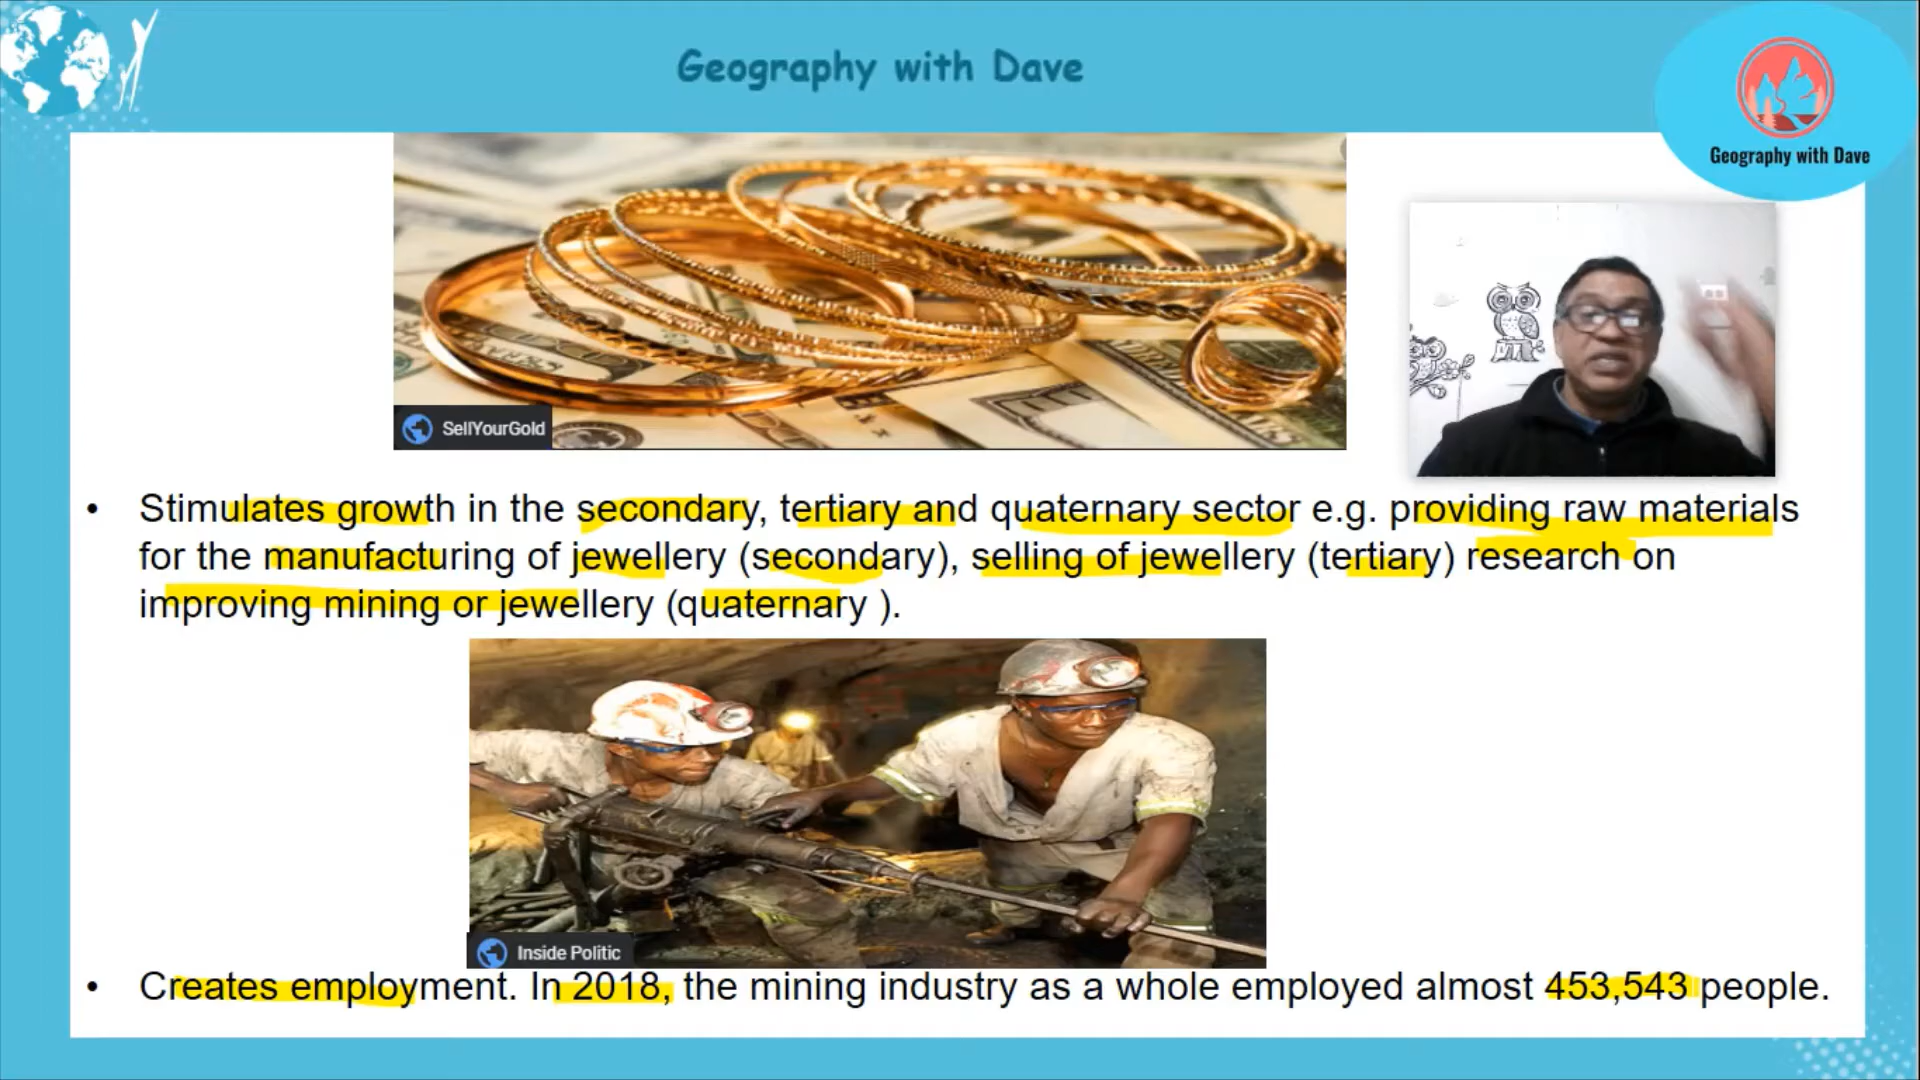 Geography with Dave
Geography with Dave
SellYourGold
• Stimulates growth in the secondary, tertiary and quaternary sector e.g. providing raw materials
for the manufacturing of jewellery (secondary), selling of jewellery (tertiary) research on
improving mining or jewellery (quaternary ).
Inside Politic
• Creates employment. In 2018, the mining industry as a whole employed almost 453,543 people.